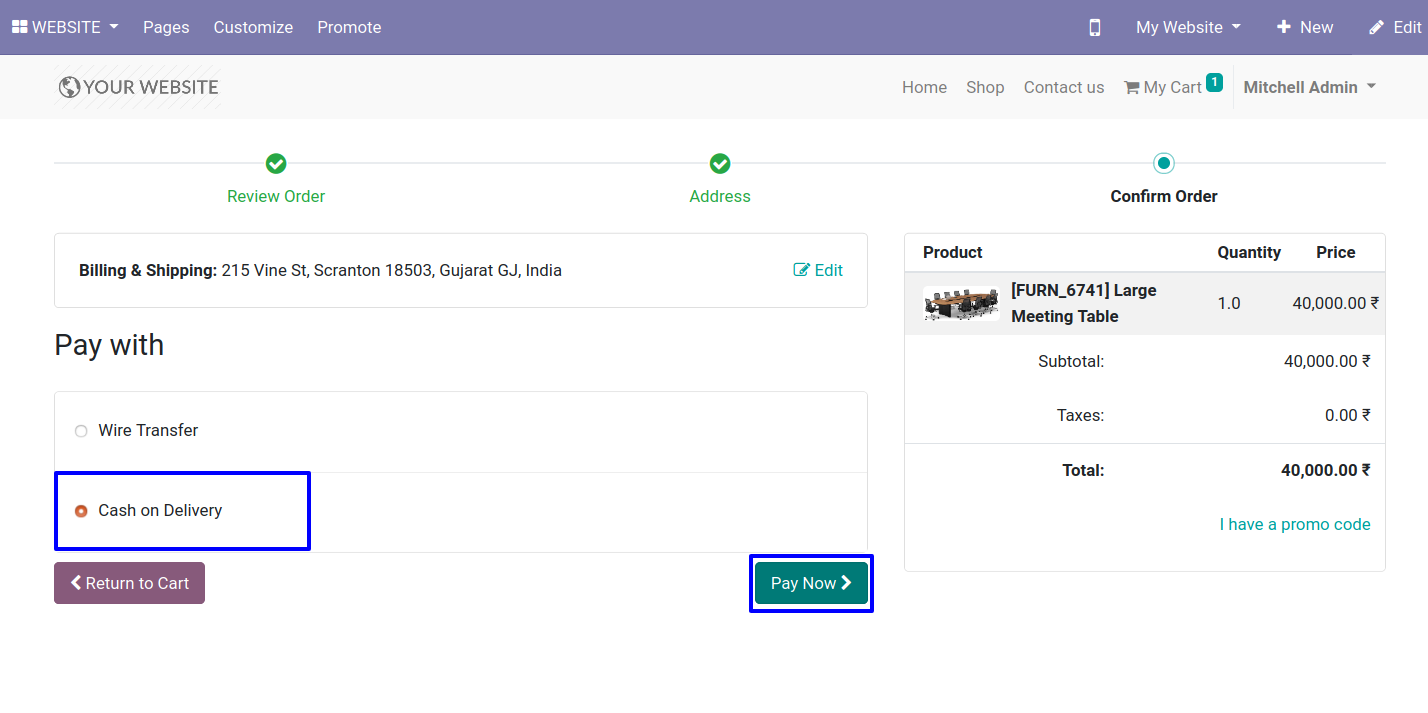 WEBSITE Pages Customize Promote My Website New Edit
YOUR WEBSITE Home Shop Contact us My Cart 1 Mitchell Admin
Review Order Address Confirm Order
Billing & Shipping: 215 Vine St, Scranton 18503, Gujarat GJ, India Edit
Pay with
Wire Transfer
Cash on Delivery
Return to Cart Pay Now
Product Quantity Price
[FURN_6741] Large
Meeting Table 1.0 40,000.00 ₹
Subtotal: 40,000.00 ₹
Taxes: 0.00 ₹
Total: 40,000.00 ₹
I have a promo code